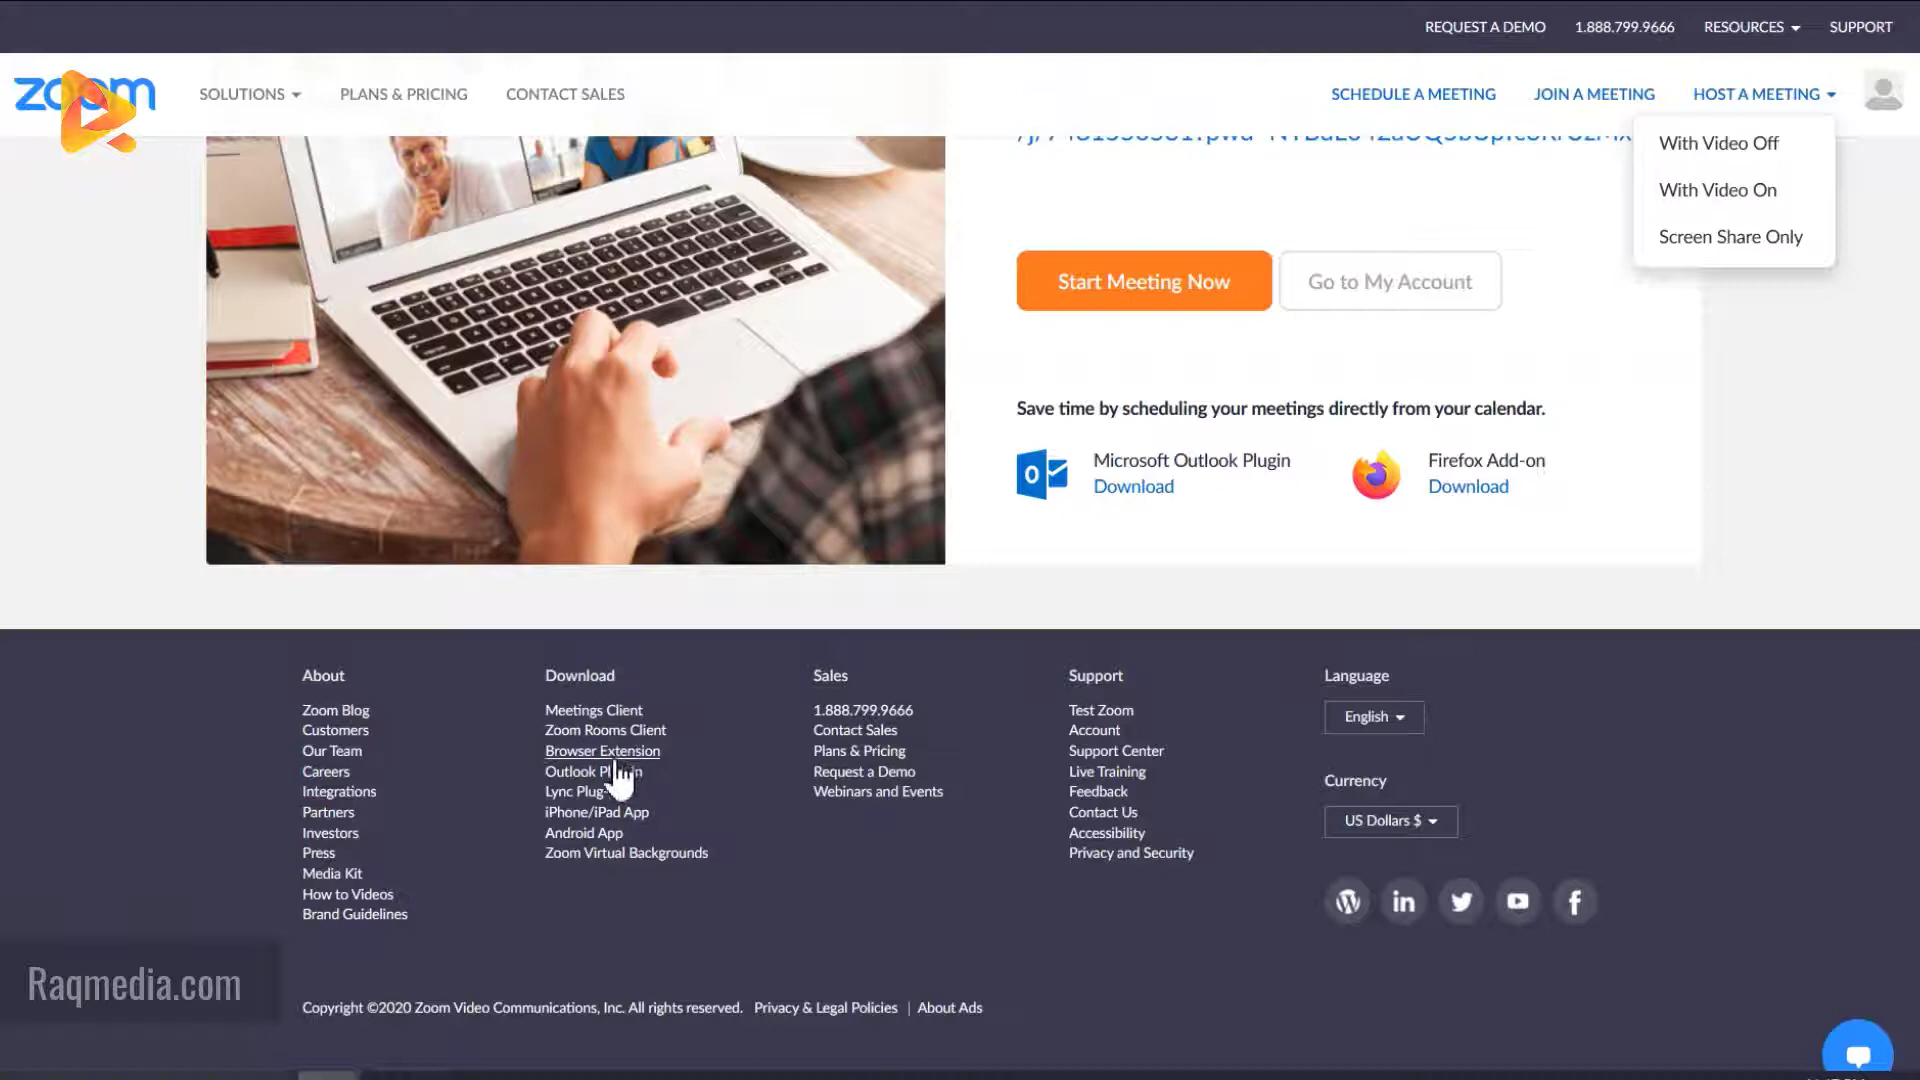 REQUEST A DEMO 1.888.799.9666 RESOURCES SUPPORT
zoom SOLUTIONS PLANS & PRICING CONTACT SALES SCHEDULE A MEETING JOIN A MEETING HOST A MEETING
With Video Off
With Video On
Screen Share Only
Start Meeting Now Go to My Account
Save time by scheduling your meetings directly from your calendar.
Microsoft Outlook Plugin
Download
Firefox Add-on
Download
About
Zoom Blog
Customers
Our Team
Careers
Integrations
Partners
Investors
Press
Media Kit
How to Videos
Brand Guidelines
Download
Meetings Client
Zoom Rooms Client
Browser Extension
Outlook
Lync
iPhone/iPad App
Android App
Zoom Virtual Backgrounds
Sales
1.888.799.9666
Contact Sales
Plans & Pricing
Request a Demo
Webinars and Events
Support
Test Zoom
Account
Support Center
Live Training
Feedback
Contact Us
Accessibility
Privacy and Security
Language
English
Currency
US Dollars $
Raqmedia.com
Copyright ©2020 Zoom Video Communications, Inc. All rights reserved. Privacy & Legal Policies | About Ads